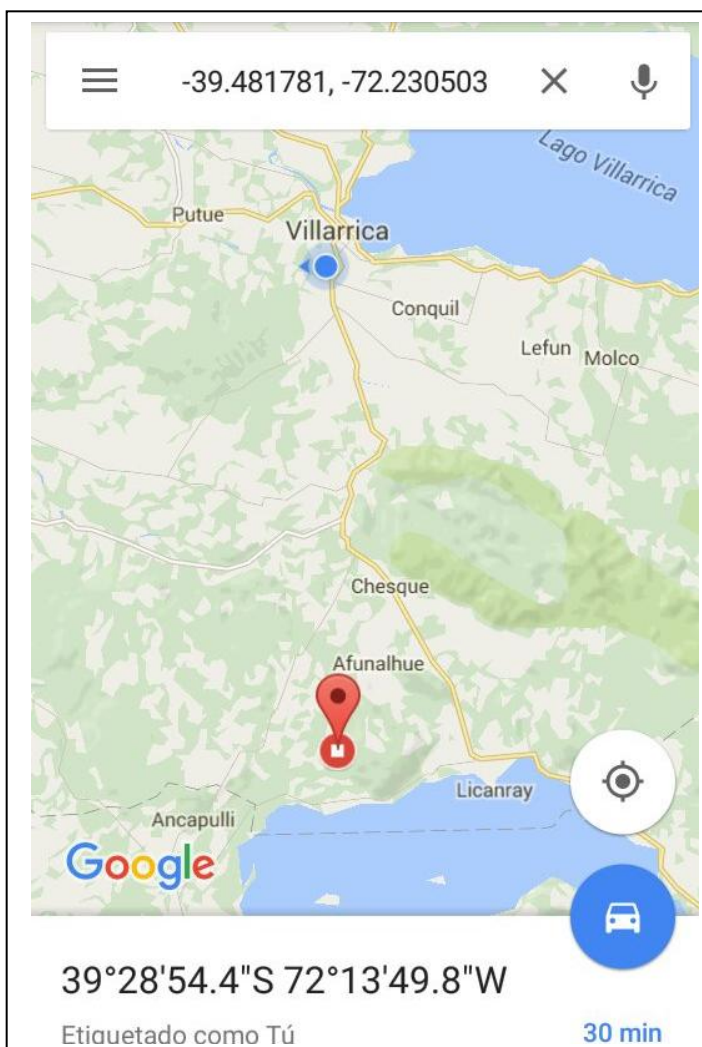 -39.481781, -72.230503
Lago Villarrica
Putue
Villarrica
Conquil
Lefun
Molco
Chesque
Afunalhue
Licanray
Ancapulli
Google
39°28'54.4"S 72°13'49.8"W
Etiquetado como Tú
30 min